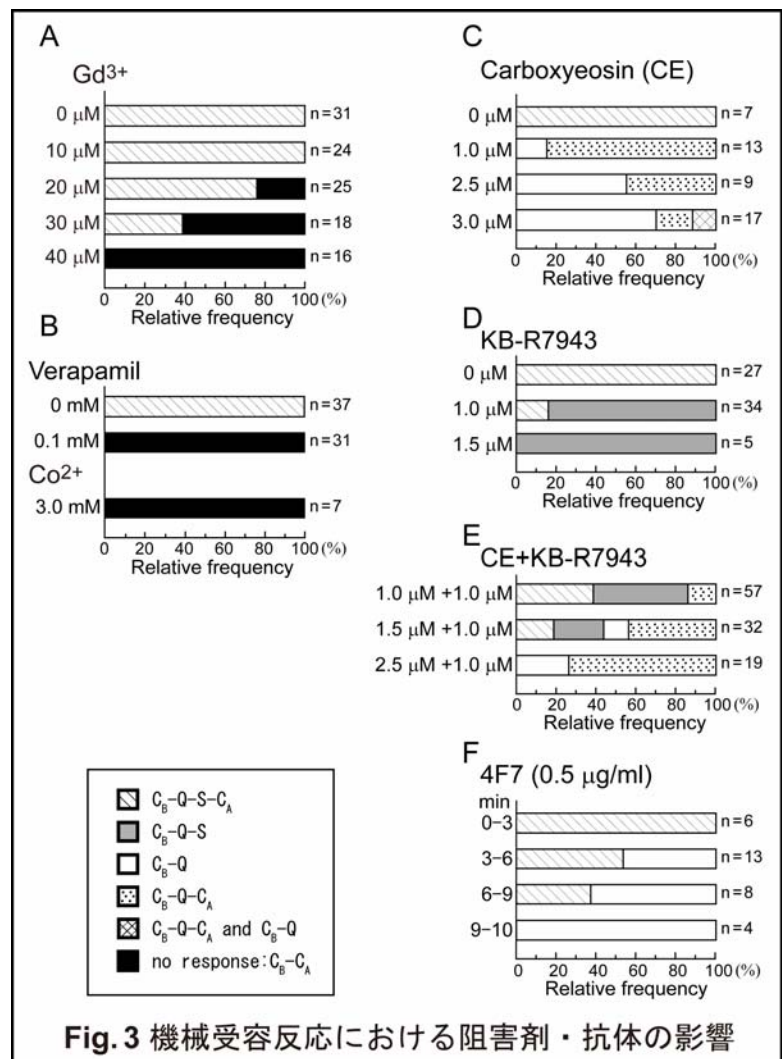 A
Gd3+
0 μM
n=31
10 μM
n=24
20 μM
n=25
30 μM
n=18
40 μM
n=16
0 20 40 60 80 100 (%)
Relative frequency
B
Verapamil
0 mM
n=37
0.1 mM
n=31
Co2+
3.0 mM
n=7
0 20 40 60 80 100 (%)
Relative frequency
C
Carboxyeosin (CE)
0 μM
n=7
1.0 μM
n=13
2.5 μM
n=9
3.0 μM
n=17
0 20 40 60 80 100 (%)
Relative frequency
D
KB-R7943
0 μM
n=27
1.0 μM
n=34
1.5 μM
n=5
0 20 40 60 80 100 (%)
Relative frequency
E
CE+KB-R7943
1.0 μM +1.0 μM
n=57
1.5 μM +1.0 μM
n=32
2.5 μM +1.0 μM
n=19
0 20 40 60 80 100 (%)
Relative frequency
F
4F7 (0.5 μg/ml)
min
0-3
n=6
3-6
n=13
6-9
n=8
9-10
n=4
0 20 40 60 80 100 (%)
Relative frequency
CB-Q-S-CA
CB-Q-S
CB-Q
CB-Q-CA
CB-Q-CA and CB-Q
no response:CB-CA
Fig. 3 機械受容反応における阻害剤・抗体の影響